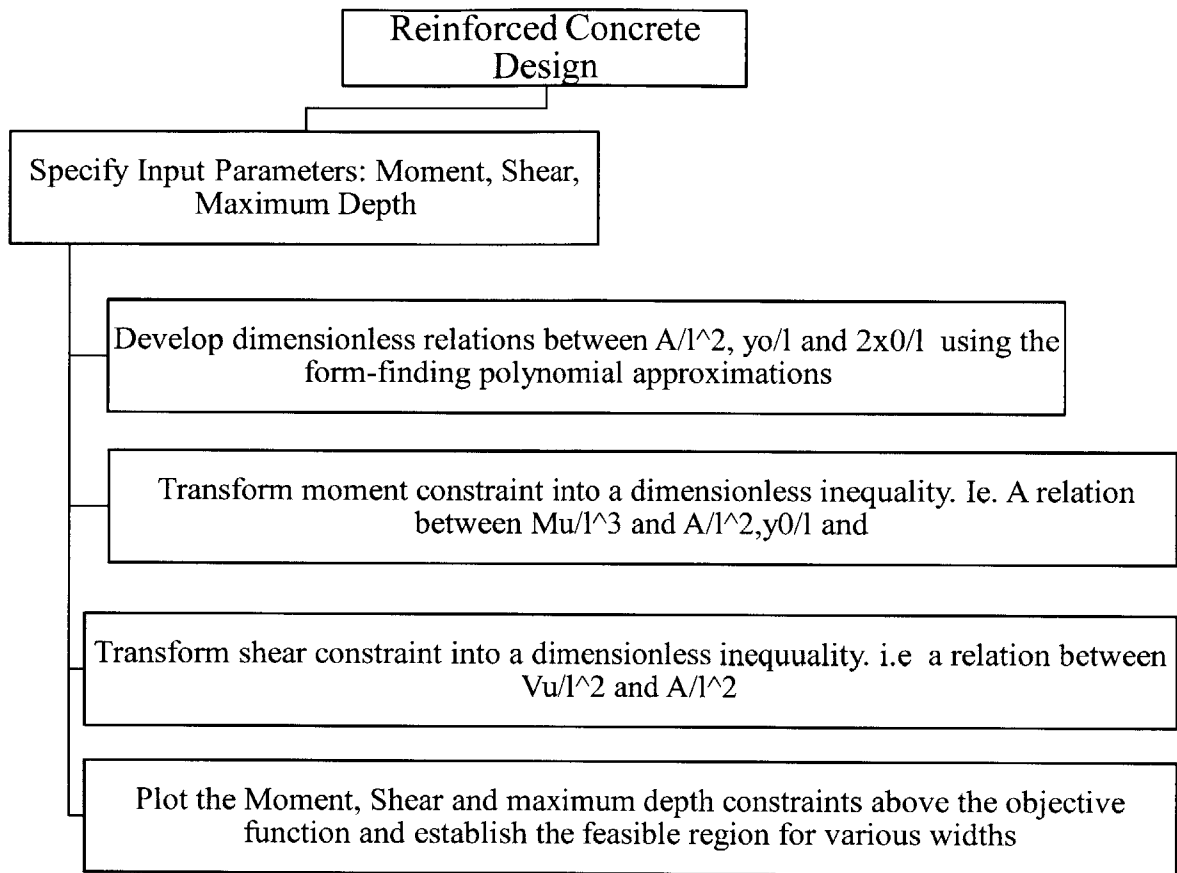 Reinforced Concrete
Design
Specify Input Parameters: Moment, Shear,
Maximum Depth
Develop dimensionless relations between A/l^2, yo/l and 2x0/l using the
form-finding polynomial approximations
Transform moment constraint into a dimensionless inequality. Ie. A relation
between Mu/l^3 and A/l^2,y0/l and
Transform shear constraint into a dimensionless inequuality. i.e a relation between
Vu/l^2 and A/l^2
Plot the Moment, Shear and maximum depth constraints above the objective
function and establish the feasible region for various widths